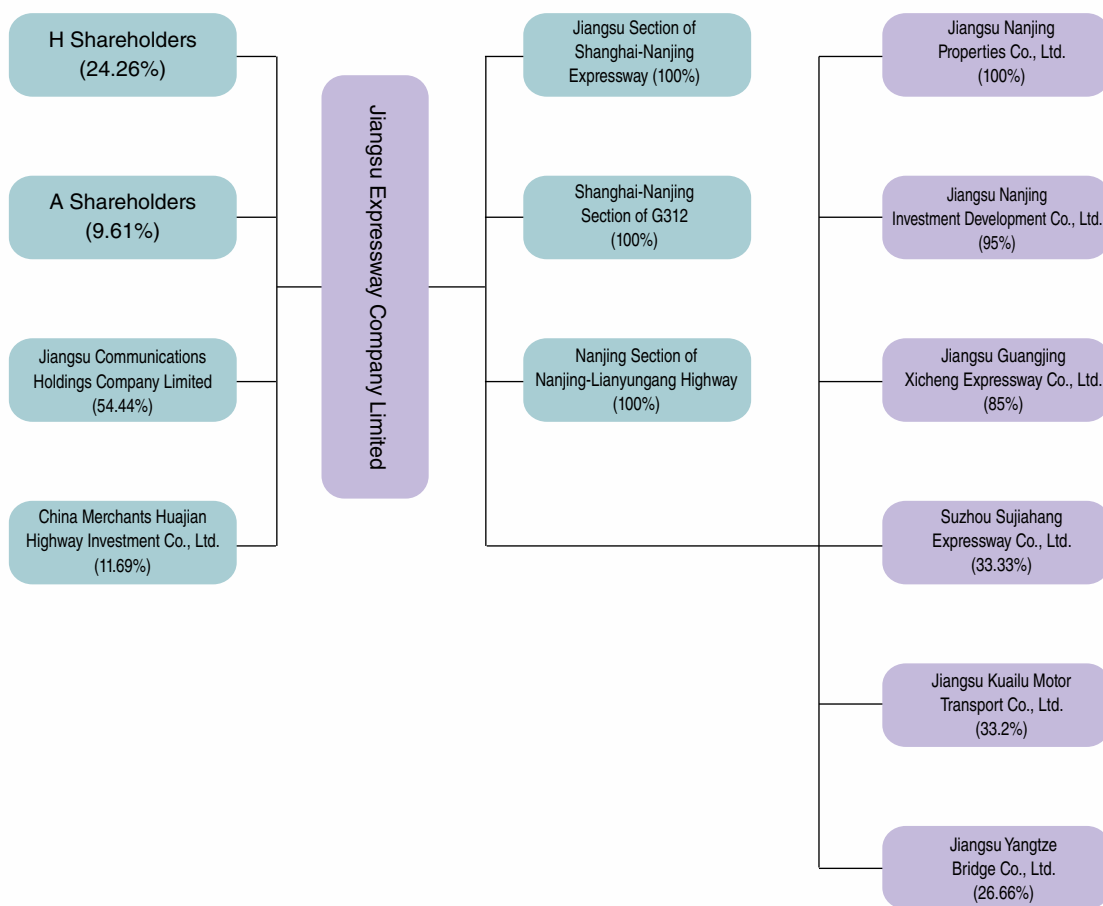 H Shareholders
(24.26%)
A Shareholders
(9.61%)
Jiangsu Communications
Holdings Company Limited
(54.44%)
China Merchants Huajian
Highway Investment Co., Ltd.
(11.69%)
Jiangsu Expressway Company Limited
Jiangsu Section of
Shanghai-Nanjing
Expressway (100%)
Shanghai-Nanjing
Section of G312
(100%)
Nanjing Section of
Nanjing-Lianyungang Highway
(100%)
Jiangsu Nanjing
Properties Co., Ltd.
(100%)
Jiangsu Nanjing
Investment Development Co., Ltd.
(95%)
Jiangsu Guangjing
Xicheng Expressway Co., Ltd.
(85%)
Suzhou Sujiahang
Expressway Co., Ltd.
(33.33%)
Jiangsu Kuailu Motor
Transport Co., Ltd.
(33.2%)
Jiangsu Yangtze
Bridge Co., Ltd.
(26.66%)